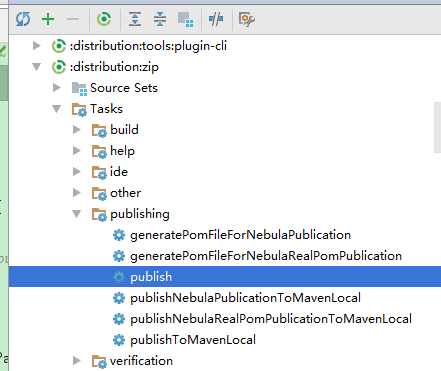 :distribution:tools:plugin-cli
:distribution:zip
Source Sets
Tasks
build
help
ide
other
publishing
generatePomFileForNebulaPublication
generatePomFileForNebulaRealPomPublication
publish
publishNebulaPublicationToMavenLocal
publishNebulaRealPomPublicationToMavenLocal
publishToMavenLocal
verification